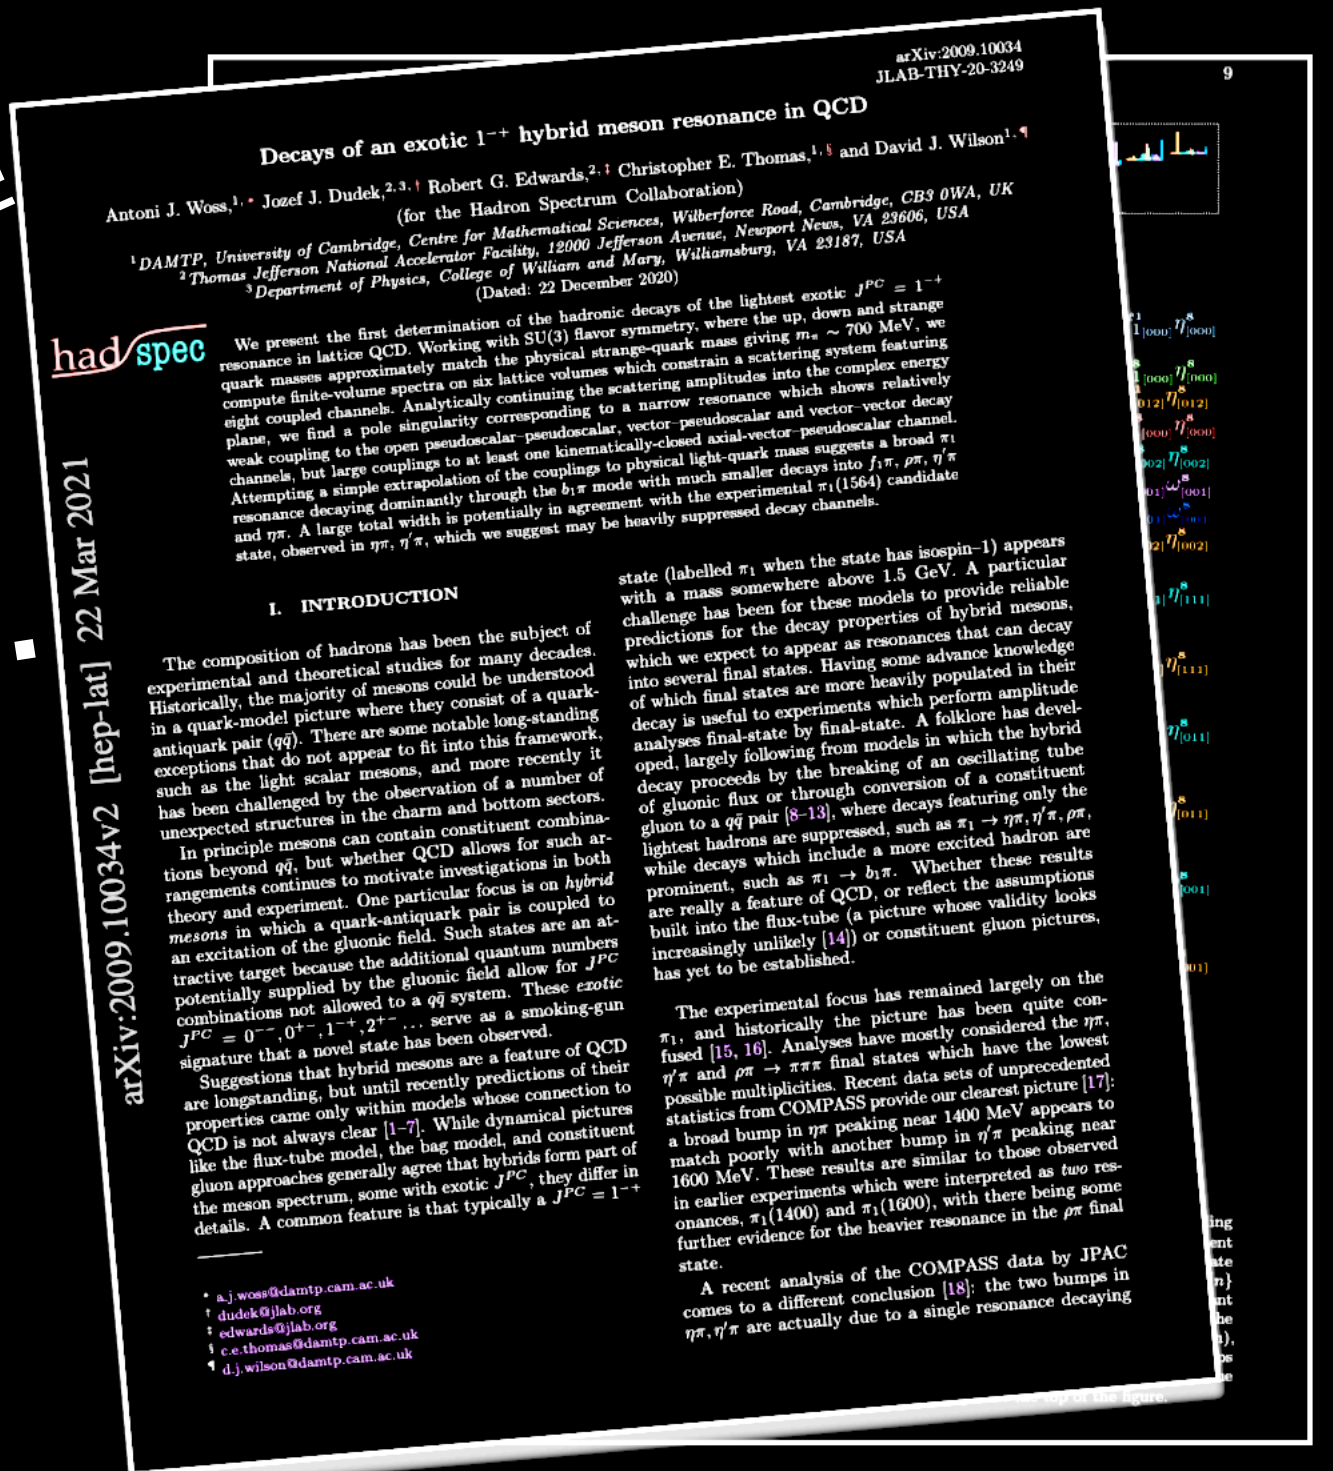 arXiv:2009.10034
JLAB-THY-20-3249
Decays of an exotic 1⁻⁺ hybrid meson resonance in QCD
Antoni J. Woss,¹,* Jozef J. Dudek,²,³,† Robert G. Edwards,²,‡ Christopher E. Thomas,¹,§ and David J. Wilson¹,¶
(for the Hadron Spectrum Collaboration)
¹DAMTP, University of Cambridge, Centre for Mathematical Sciences, Wilberforce Road, Cambridge, CB3 0WA, UK
²Thomas Jefferson National Accelerator Facility, 12000 Jefferson Avenue, Newport News, VA 23606, USA
³Department of Physics, College of William and Mary, Williamsburg, VA 23187, USA
(Dated: 22 December 2020)
had spec
We present the first determination of the hadronic decays of the lightest exotic J^{PC} = 1⁻⁺
resonance in lattice QCD. Working with SU(3) flavor symmetry, where the up, down and strange
quark masses approximately match the physical strange-quark mass giving m_π ∼ 700 MeV, we
compute finite-volume spectra on six lattice volumes which constrain a scattering system featuring
eight coupled channels. Analytically continuing the scattering amplitudes into the complex energy
plane, we find a pole singularity corresponding to a narrow resonance which shows relatively
weak coupling to the open pseudoscalar–pseudoscalar, vector–pseudoscalar and vector–vector decay
channels, but large couplings to at least one kinematically-closed axial-vector–pseudoscalar channel.
Attempting a simple extrapolation of the couplings to physical light-quark mass suggests a broad π₁
resonance decaying dominantly through the b₁π mode with much smaller decays into f₁π, ρπ, η′π
and ηπ. A large total width is potentially in agreement with the experimental π₁(1564) candidate
state, observed in ηπ, η′π, which we suggest may be heavily suppressed decay channels.
arXiv:2009.10034v2 [hep-lat] 22 Mar 2021
I. INTRODUCTION
The composition of hadrons has been the subject of
experimental and theoretical studies for many decades.
Historically, the majority of mesons could be understood
in a quark-model picture where they consist of a quark-
antiquark pair (qq̄). There are some notable long-standing
exceptions that do not appear to fit into this framework,
such as the light scalar mesons, and more recently it
has been challenged by the observation of a number of
unexpected structures in the charm and bottom sectors.
In principle mesons can contain constituent combina-
tions beyond qq̄, but whether QCD allows for such ar-
rangements continues to motivate investigations in both
theory and experiment. One particular focus is on hybrid
mesons in which a quark-antiquark pair is coupled to
an excitation of the gluonic field. Such states are an at-
tractive target because the additional quantum numbers
potentially supplied by the gluonic field allow for J^{PC}
combinations not allowed to a qq̄ system. These exotic
J^{PC} = 0⁻⁻, 0⁺⁻, 1⁻⁺, 2⁺⁻ … serve as a smoking-gun
signature that a novel state has been observed.
Suggestions that hybrid mesons are a feature of QCD
are longstanding, but until recently predictions of their
properties came only within models whose connection to
QCD is not always clear [1–7]. While dynamical pictures
like the flux-tube model, the bag model, and constituent
gluon approaches generally agree that hybrids form part of
the meson spectrum, some with exotic J^{PC}, they differ in
details. A common feature is that typically a J^{PC} = 1⁻⁺
* a.j.woss@damtp.cam.ac.uk
† dudek@jlab.org
‡ edwards@jlab.org
§ c.e.thomas@damtp.cam.ac.uk
¶ d.j.wilson@damtp.cam.ac.uk
state (labelled π₁ when the state has isospin–1) appears
with a mass somewhere above 1.5 GeV. A particular
challenge has been for these models to provide reliable
predictions for the decay properties of hybrid mesons,
which we expect to appear as resonances that can decay
into several final states. Having some advance knowledge
of which final states are more heavily populated in their
decay is useful to experiments which perform amplitude
analyses final-state by final-state. A folklore has devel-
oped, largely following from models in which the hybrid
decay proceeds by the breaking of an oscillating tube
of gluonic flux or through conversion of a constituent
gluon to a qq̄ pair [8–13], where decays featuring only the
lightest hadrons are suppressed, such as π₁ → ηπ, η′π, ρπ,
while decays which include a more excited hadron are
prominent, such as π₁ → b₁π. Whether these results
are really a feature of QCD, or reflect the assumptions
built into the flux-tube (a picture whose validity looks
increasingly unlikely [14]) or constituent gluon pictures,
has yet to be established.
The experimental focus has remained largely on the
π₁, and historically the picture has been quite con-
fused [15, 16]. Analyses have mostly considered the ηπ,
η′π and ρπ → πππ final states which have the lowest
possible multiplicities. Recent data sets of unprecedented
statistics from COMPASS provide our clearest picture [17]:
a broad bump in ηπ peaking near 1400 MeV appears to
match poorly with another bump in η′π peaking near
1600 MeV. These results are similar to those observed
in earlier experiments which were interpreted as two res-
onances, π₁(1400) and π₁(1600), with there being some
further evidence for the heavier resonance in the ρπ final
state.
A recent analysis of the COMPASS data by JPAC
comes to a different conclusion [18]: the two bumps in
ηπ, η′π are actually due to a single resonance decaying
9
η⁸[000]
η⁸[000]
η⁸[012]
η⁸[000]
η⁸[002]
ω⁸[001]
η⁸[002]
η⁸[111]
η⁸[111]
η⁸[011]
η⁸[011]
top of the figure.